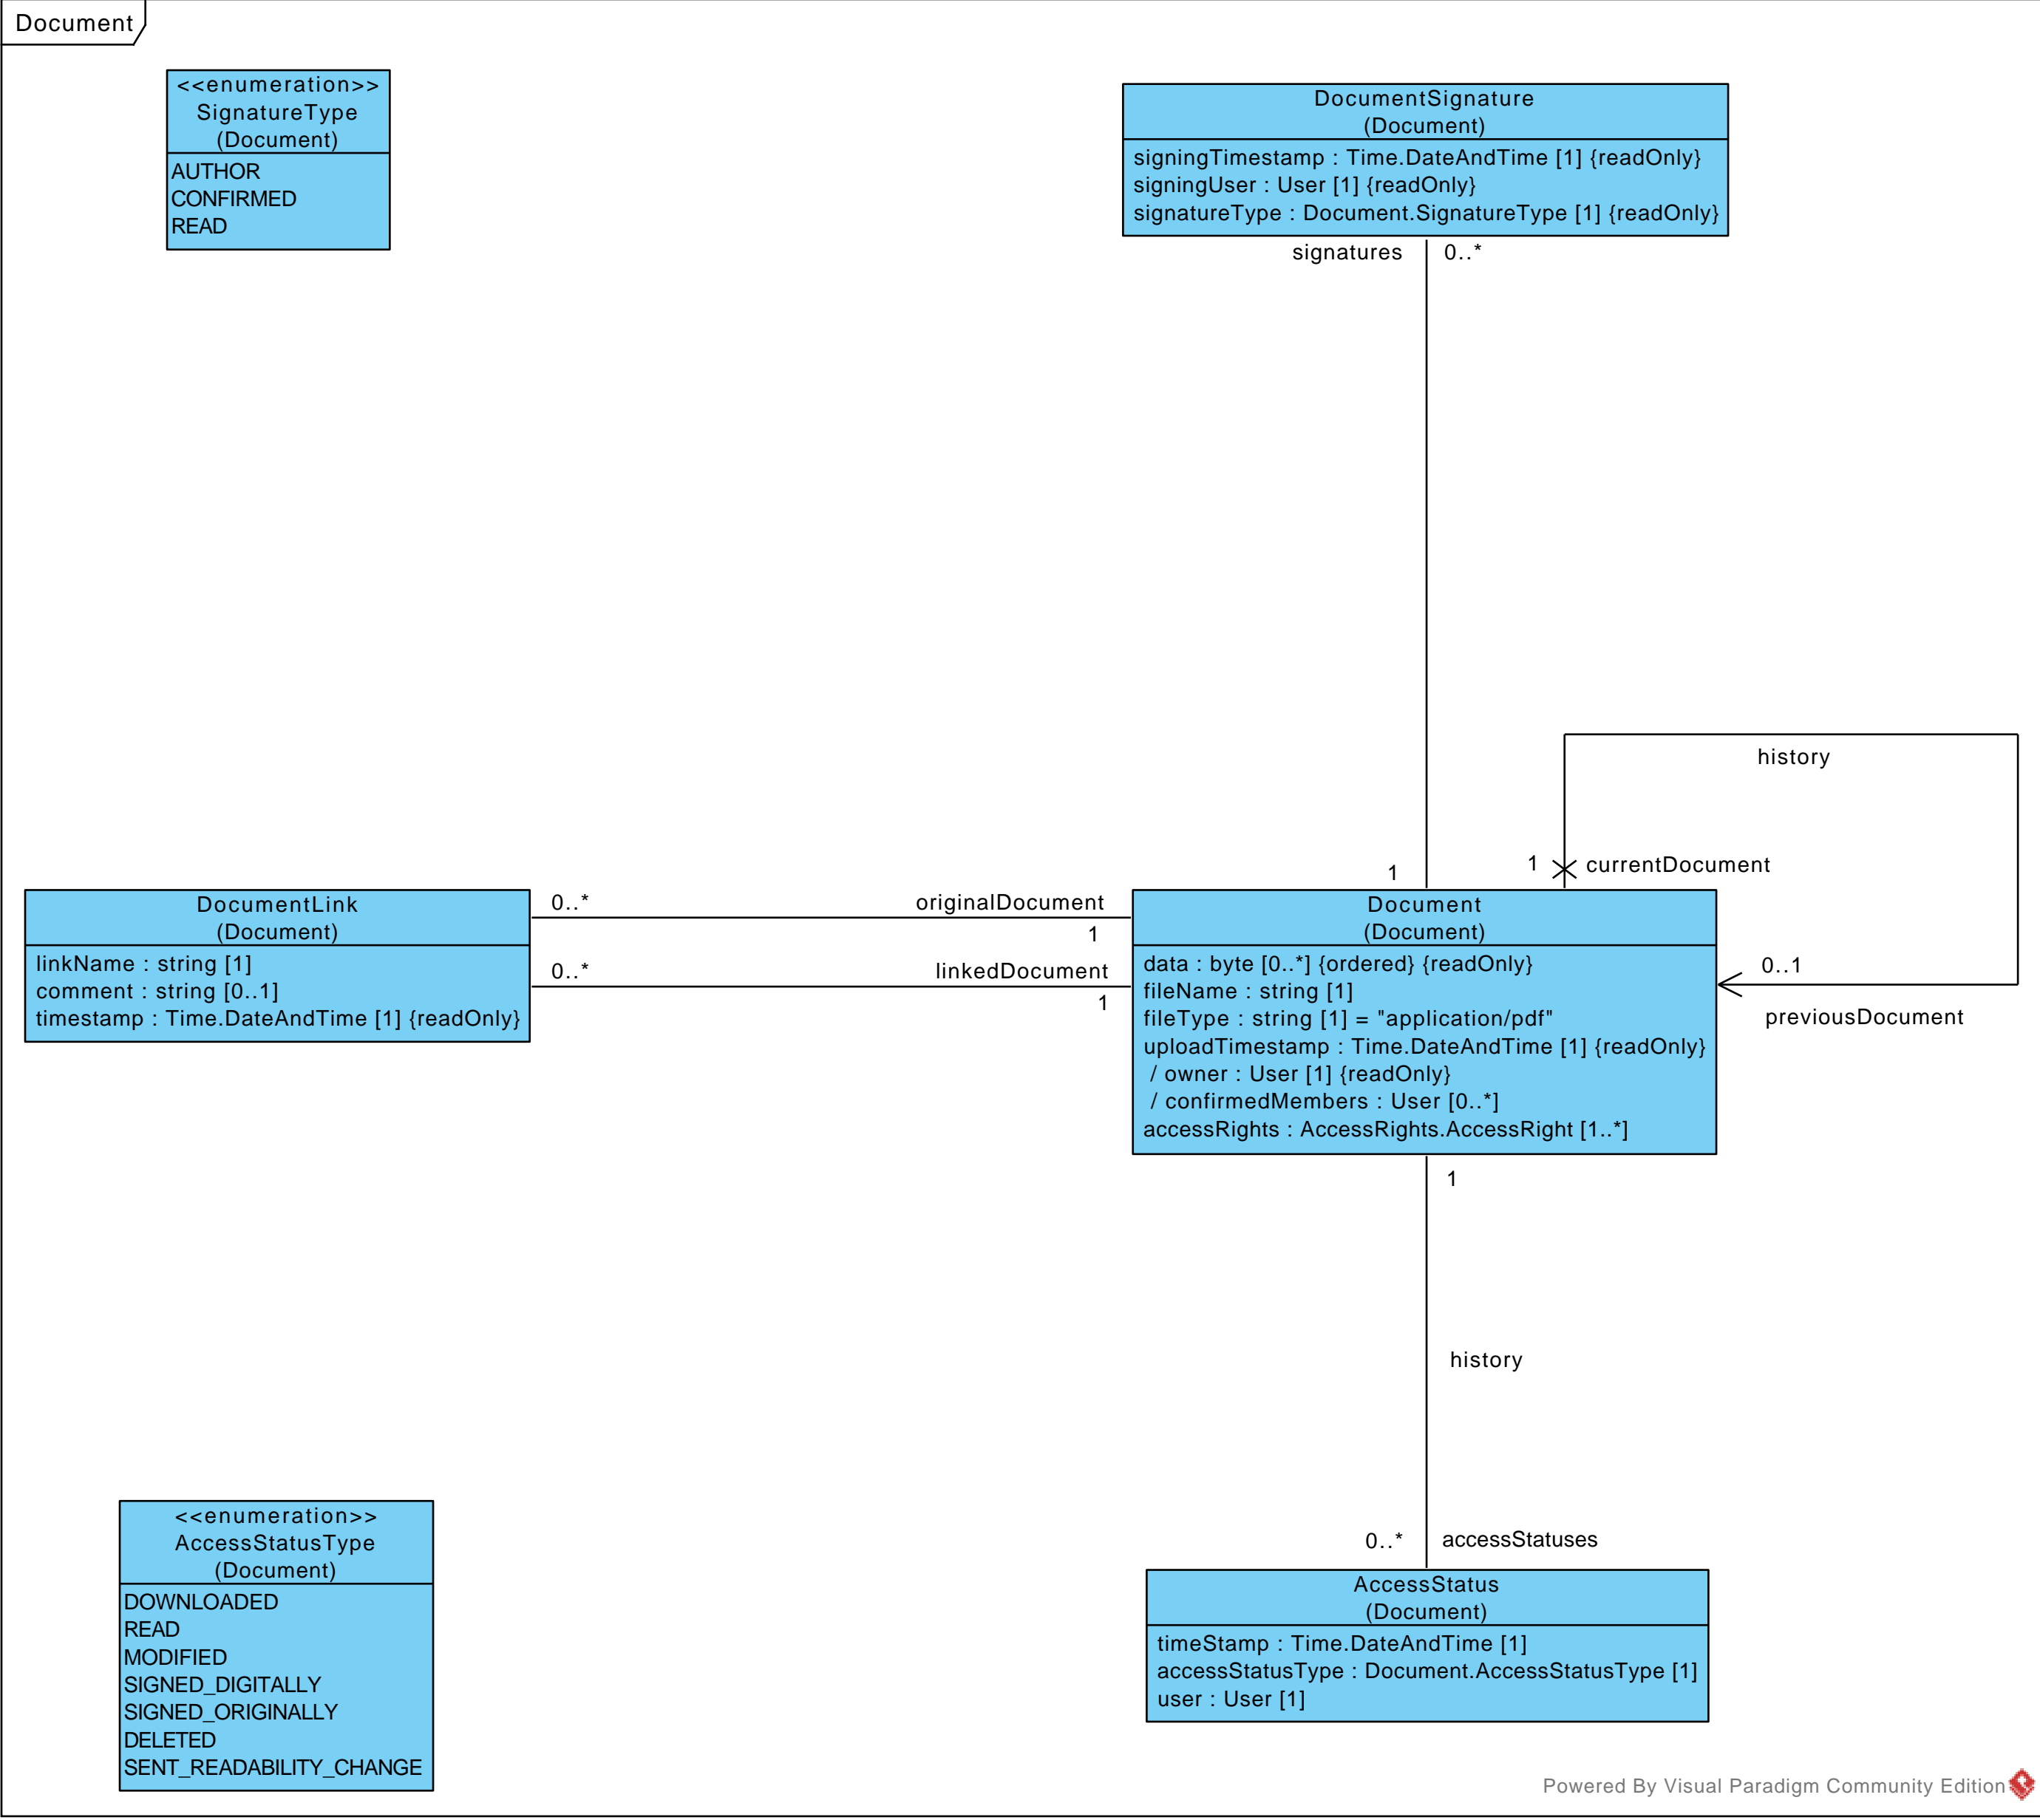 Document
<<enumeration>>
SignatureType
(Document)
AUTHOR
CONFIRMED
READ
DocumentSignature
(Document)
signingTimestamp : Time.DateAndTime [1] {readOnly}
signingUser : User [1] {readOnly}
signatureType : Document.SignatureType [1] {readOnly}
signatures
0..*
history
1
1
currentDocument
DocumentLink
(Document)
linkName : string [1]
comment : string [0..1]
timestamp : Time.DateAndTime [1] {readOnly}
0..*
originalDocument
1
0..*
linkedDocument
1
Document
(Document)
data : byte [0..*] {ordered} {readOnly}
fileName : string [1]
fileType : string [1] = "application/pdf"
uploadTimestamp : Time.DateAndTime [1] {readOnly}
/ owner : User [1] {readOnly}
/ confirmedMembers : User [0..*]
accessRights : AccessRights.AccessRight [1..*]
0..1
previousDocument
1
history
0..*
accessStatuses
<<enumeration>>
AccessStatusType
(Document)
DOWNLOADED
READ
MODIFIED
SIGNED_DIGITALLY
SIGNED_ORIGINALLY
DELETED
SENT_READABILITY_CHANGE
AccessStatus
(Document)
timeStamp : Time.DateAndTime [1]
accessStatusType : Document.AccessStatusType [1]
user : User [1]
Powered By Visual Paradigm Community Edition